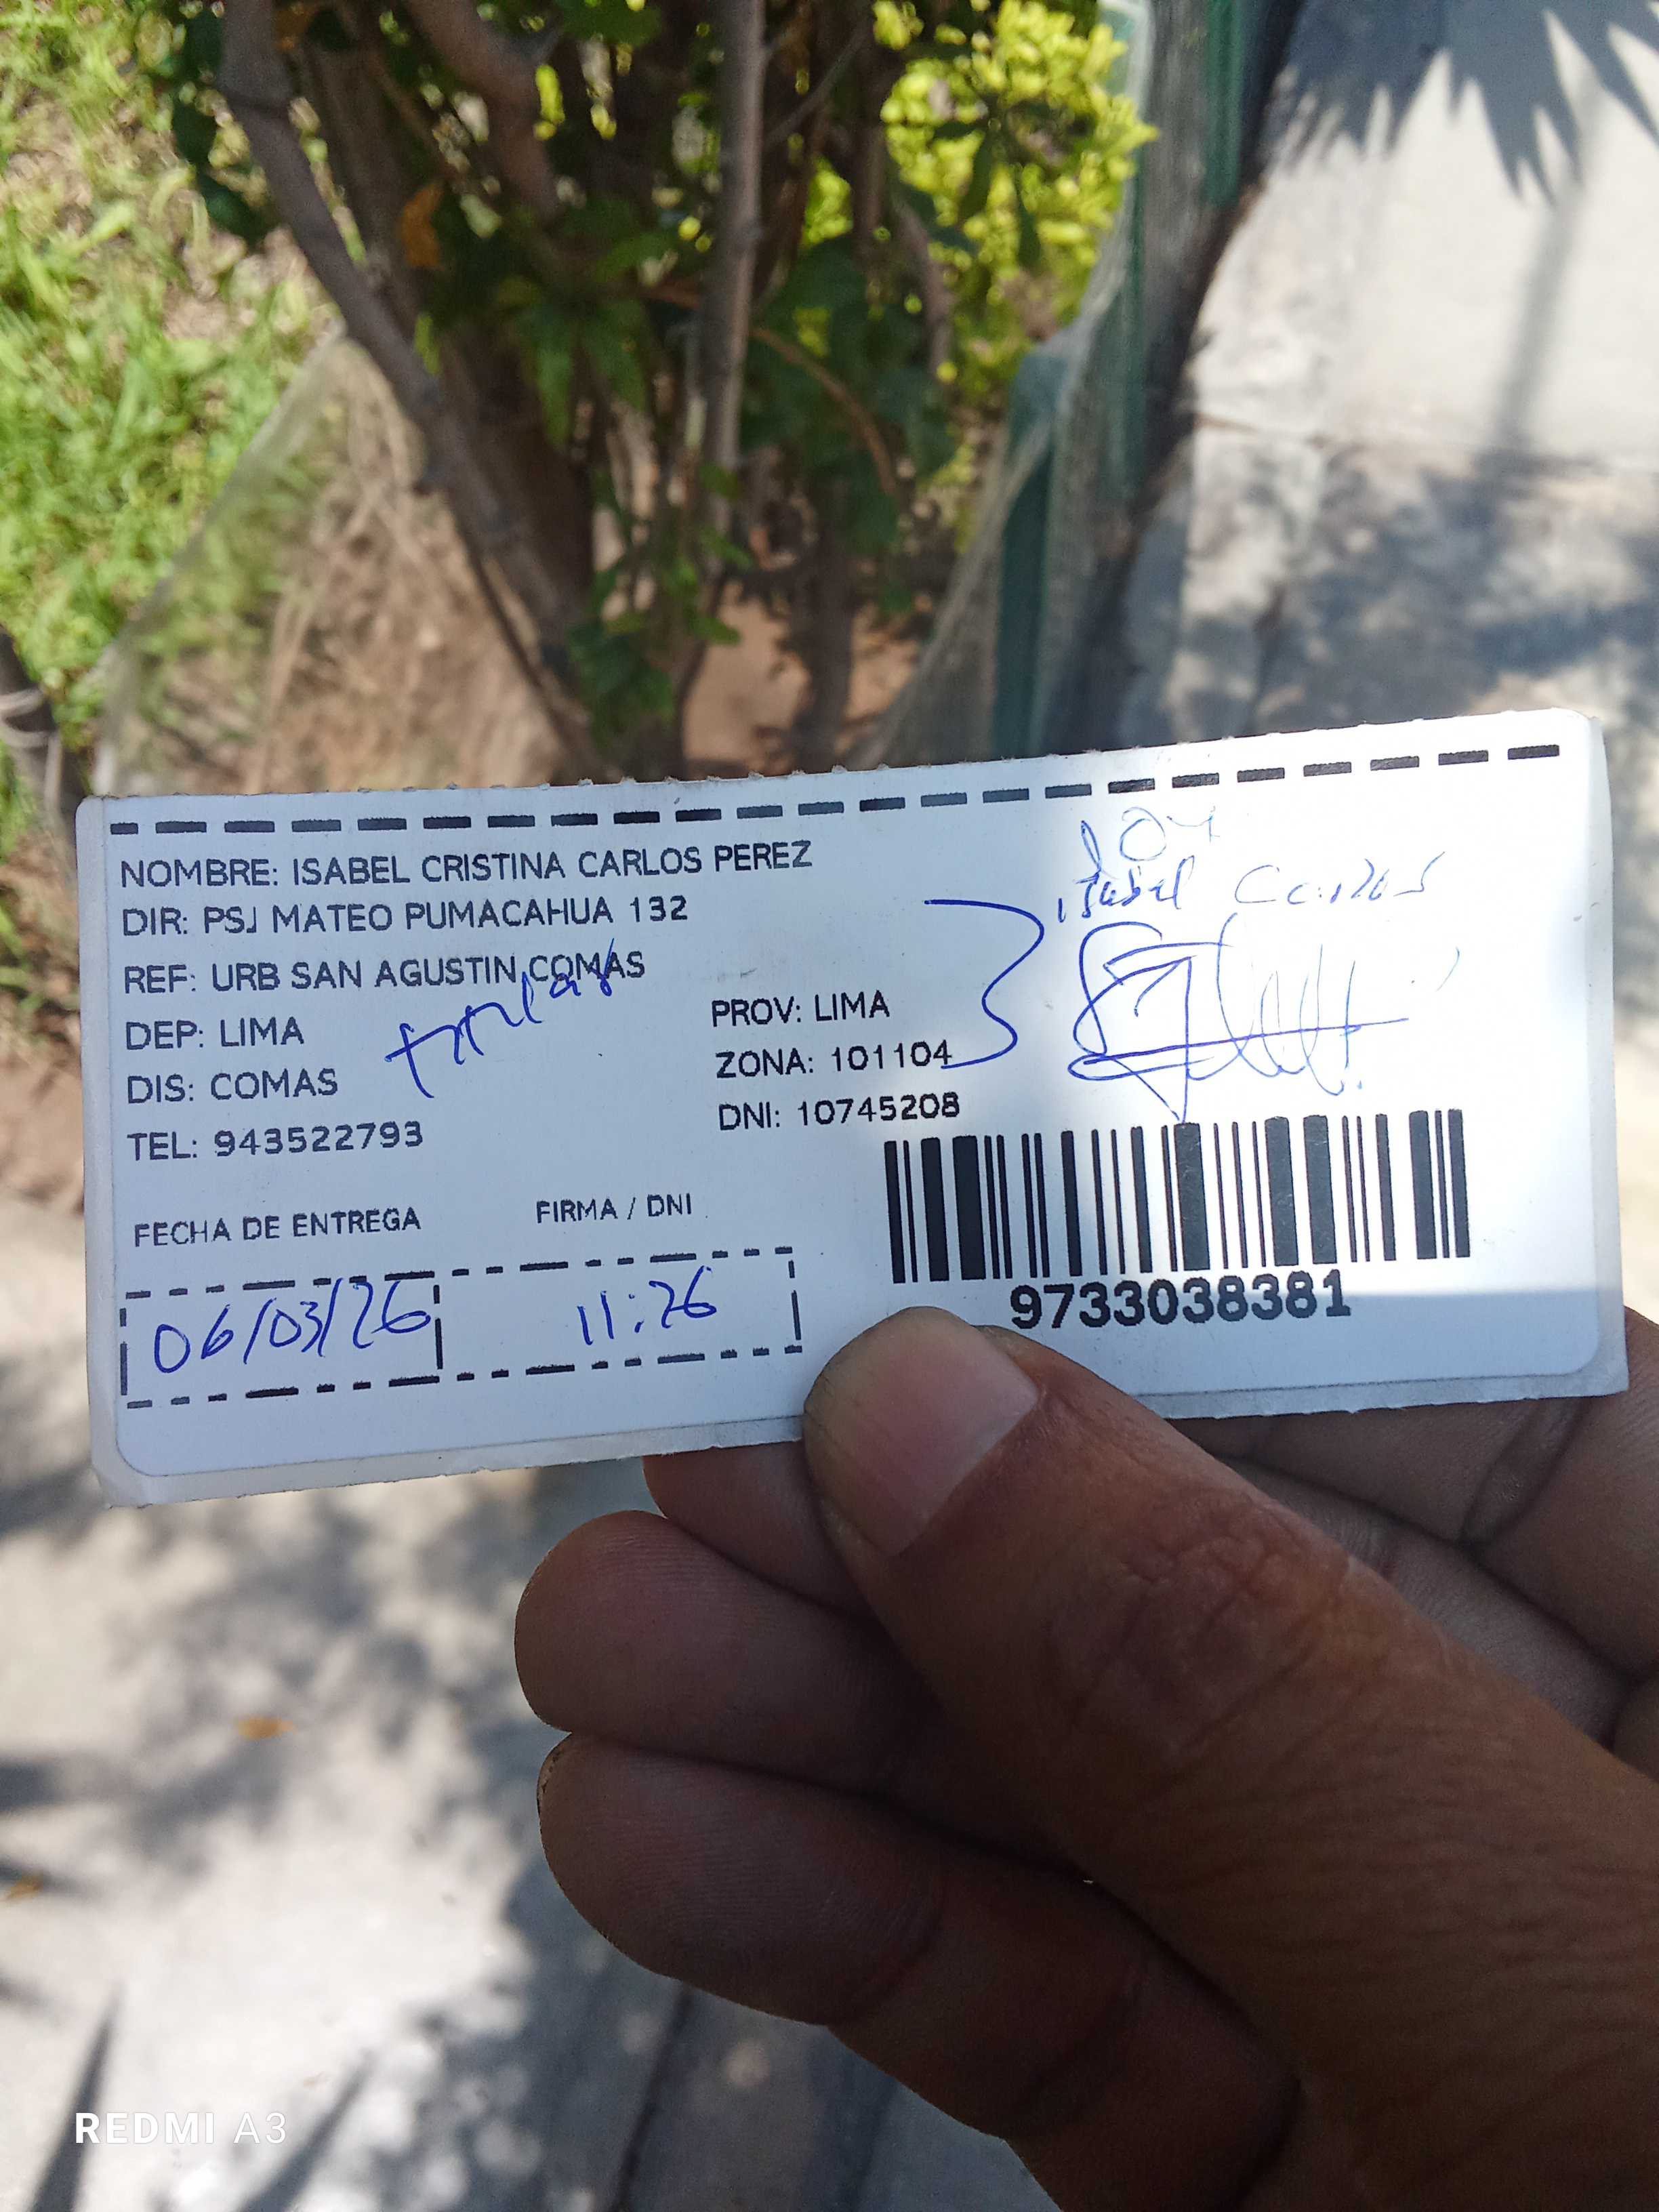 NOMBRE: ISABEL CRISTINA CARLOS PEREZ
DIR: PSJ MATEO PUMACAHUA 132
REF: URB SAN AGUSTIN COMAS
DEP: LIMA
PROV: LIMA
DIS: COMAS
ZONA: 101104
TEL: 943522793
DNI: 10745208
Isabel Carlos
FECHA DE ENTREGA
FIRMA / DNI
06/03/26
11:26
9733038381
REDMI A3